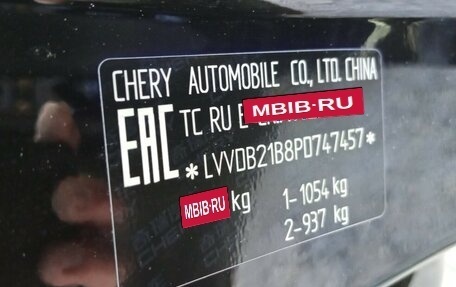 CHERY AUTOMOBILE CO., LTD. CHINA
EAC TC RU E MBIB-RU
*LVVDB21B8PD747457*
MBIB-RU kg 1-1054 kg
2-937 kg